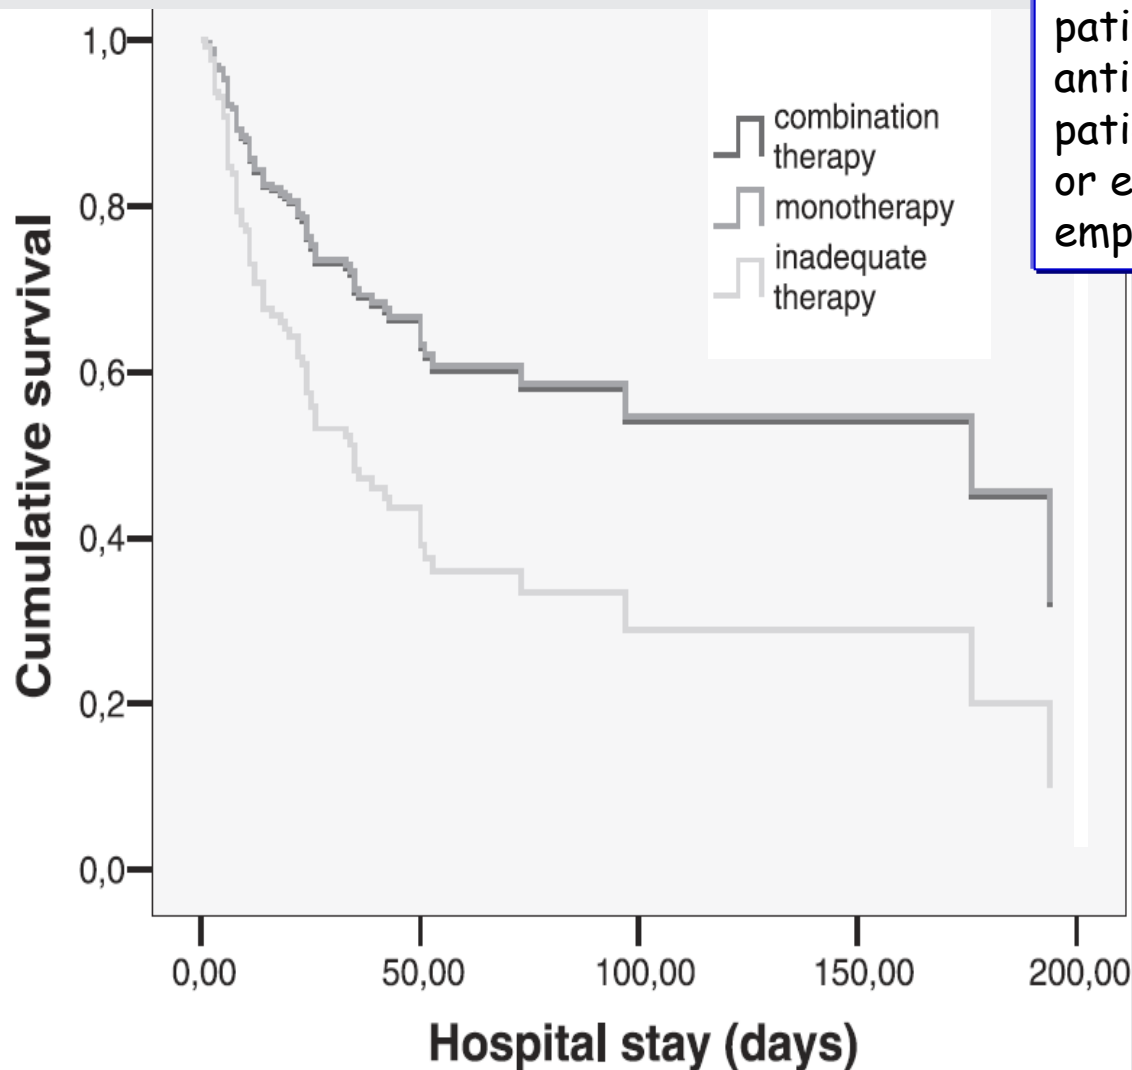 pati
anti
pati
or e
emp
combination
therapy
monotherapy
inadequate
therapy
Cumulative survival
1,0
0,8
0,6
0,4
0,2
0,0
0,00 50,00 100,00 150,00 200,00
Hospital stay (days)